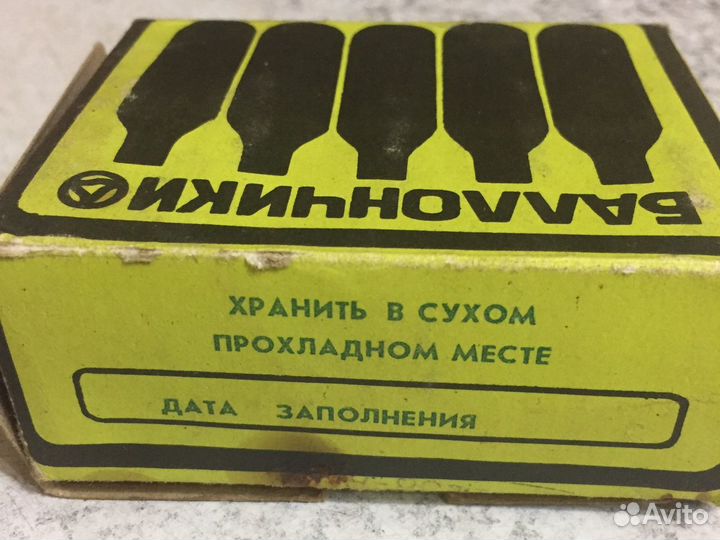 БАЛЛОНЧИКИ
ХРАНИТЬ В СУХОМ
ПРОХЛАДНОМ МЕСТЕ
ДАТА ЗАПОЛНЕНИЯ
Avito